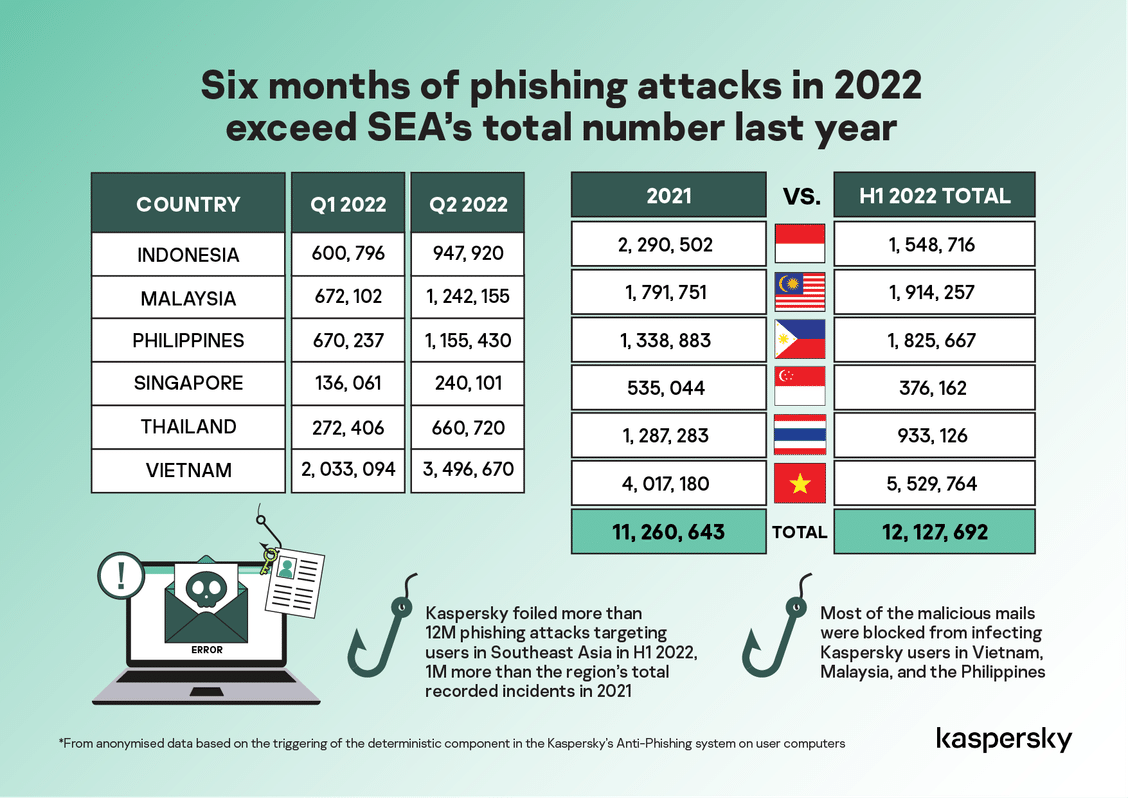 Six months of phishing attacks in 2022
exceed SEA's total number last year
COUNTRY Q1 2022 Q2 2022
INDONESIA 600, 796 947, 920
MALAYSIA 672, 102 1, 242, 155
PHILIPPINES 670, 237 1, 155, 430
SINGAPORE 136, 061 240, 101
THAILAND 272, 406 660, 720
VIETNAM 2, 033, 094 3, 496, 670
2021 VS. H1 2022 TOTAL
2, 290, 502 1, 548, 716
1, 791, 751 1, 914, 257
1, 338, 883 1, 825, 667
535, 044 376, 162
1, 287, 283 933, 126
4, 017, 180 5, 529, 764
11, 260, 643 TOTAL 12, 127, 692
!
ERROR
Kaspersky foiled more than
12M phishing attacks targeting
users in Southeast Asia in H1 2022,
1M more than the region's total
recorded incidents in 2021
Most of the malicious mails
were blocked from infecting
Kaspersky users in Vietnam,
Malaysia, and the Philippines
*From anonymised data based on the triggering of the deterministic component in the Kaspersky's Anti-Phishing system on user computers
kaspersky